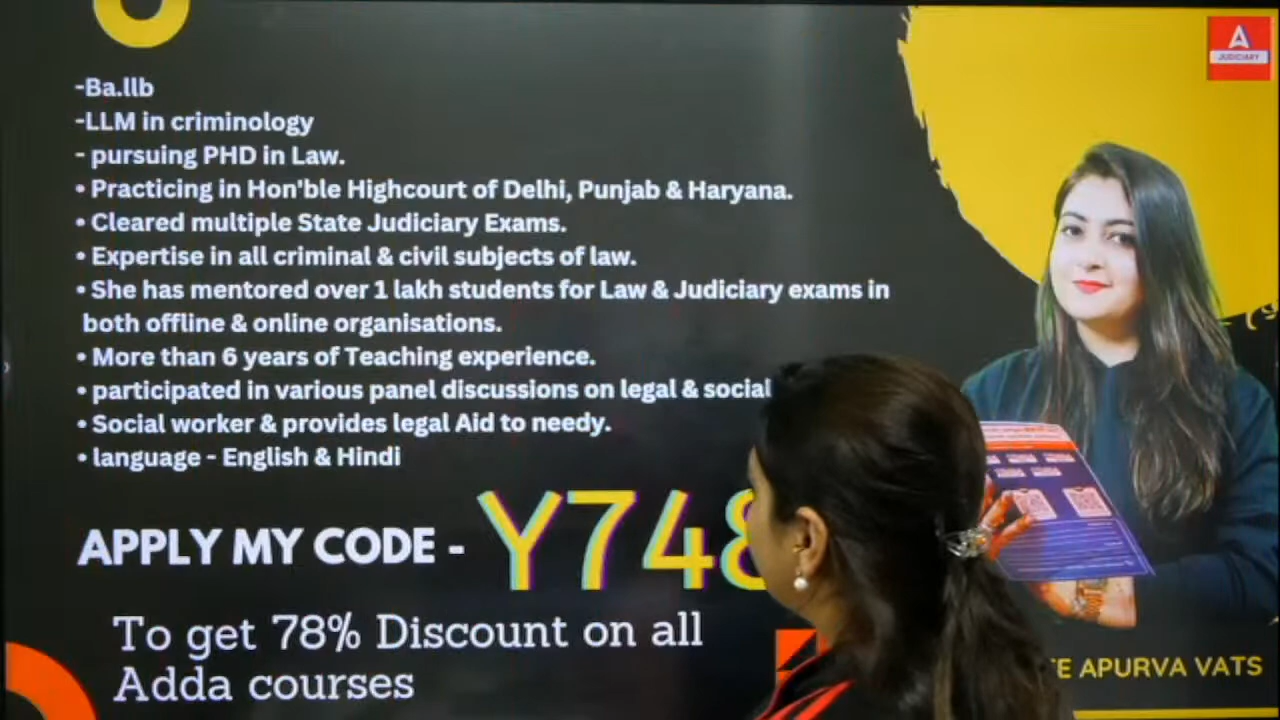 -Ba.llb
-LLM in criminology
- pursuing PHD in Law.
• Practicing in Hon'ble Highcourt of Delhi, Punjab & Haryana.
• Cleared multiple State Judiciary Exams.
• Expertise in all criminal & civil subjects of law.
• She has mentored over 1 lakh students for Law & Judiciary exams in
both offline & online organisations.
• More than 6 years of Teaching experience.
• participated in various panel discussions on legal & social
• Social worker & provides legal Aid to needy.
• language - English & Hindi
APPLY MY CODE - Y748
To get 78% Discount on all
Adda courses
APURVA VATS
A
JUDICIARY